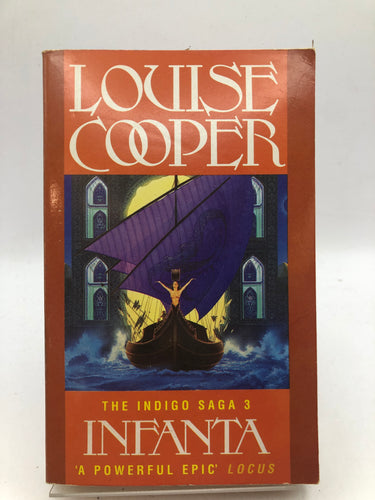 LOUISE
COOPER
THE INDIGO SAGA 3
INFANTA
'A POWERFUL EPIC' LOCUS